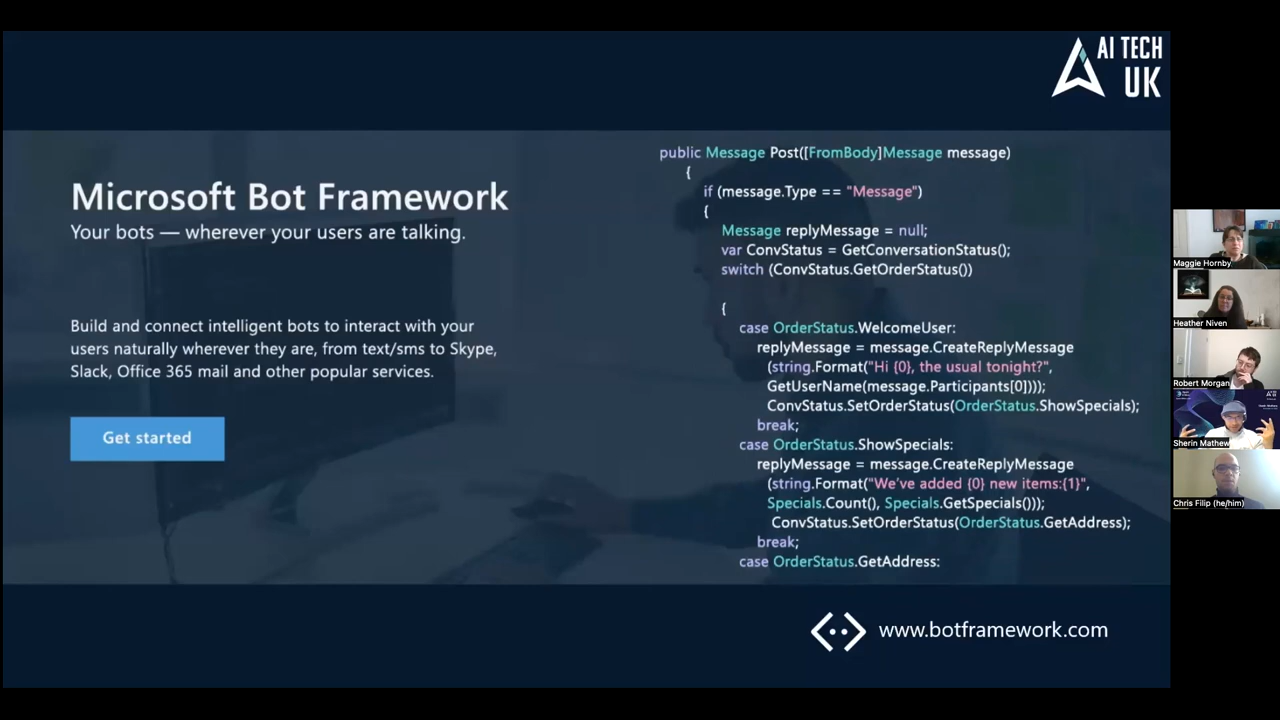 AI TECH
UK
Microsoft Bot Framework
Your bots — wherever your users are talking.
Build and connect intelligent bots to interact with your
users naturally wherever they are, from text/sms to Skype,
Slack, Office 365 mail and other popular services.
Get started
public Message Post([FromBody]Message message)
{
if (message.Type == "Message")
{
Message replyMessage = null;
var ConvStatus = GetConversationStatus();
switch (ConvStatus.GetOrderStatus())
{
case OrderStatus.WelcomeUser:
replyMessage = message.CreateReplyMessage
(string.Format("Hi {0}, the usual tonight?",
GetUserName(message.Participants[0])));
ConvStatus.SetOrderStatus(OrderStatus.ShowSpecials);
break;
case OrderStatus.ShowSpecials:
replyMessage = message.CreateReplyMessage
(string.Format("We've added {0} new items:{1}",
Specials.Count(), Specials.GetSpecials()));
ConvStatus.SetOrderStatus(OrderStatus.GetAddress);
break;
case OrderStatus.GetAddress:
www.botframework.com
Maggie Hornby
Heather Niven
Robert Morgan
Sherin Mathew
Chris Filip (he/him)